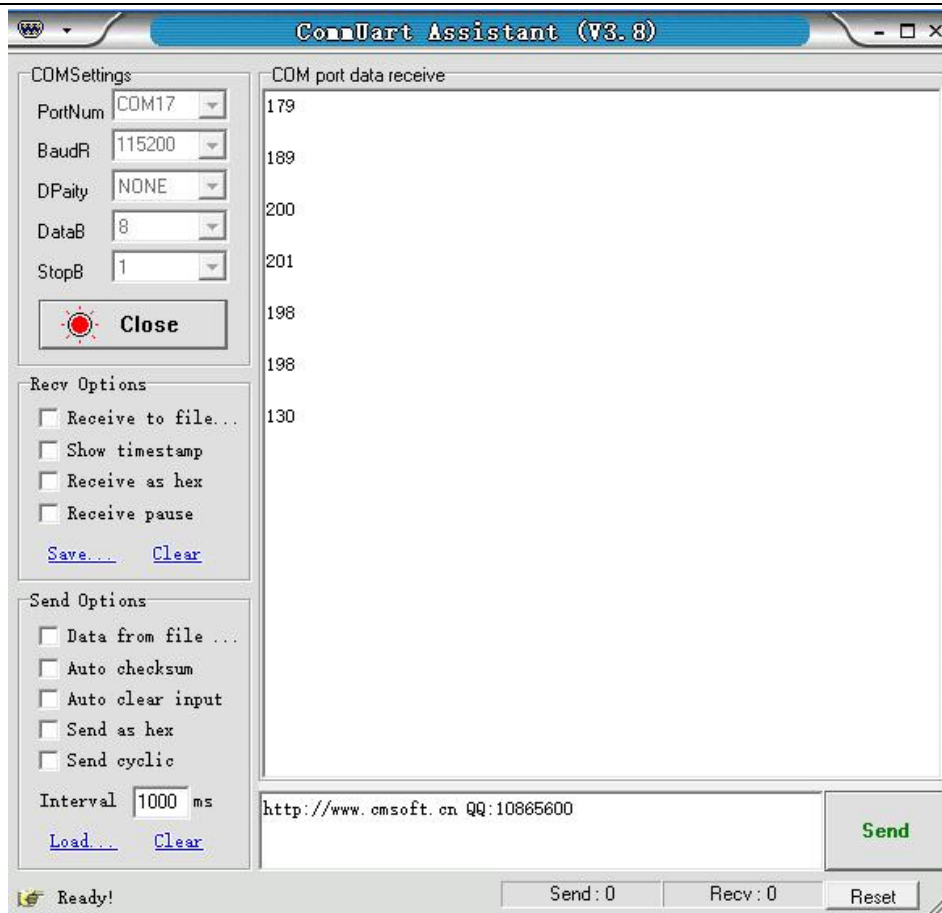 CommUart Assistant (V3.8)
COMSettings
PortNum COM17
BaudR 115200
DPaity NONE
DataB 8
StopB 1
Close
Recv Options
Receive to file...
Show timestamp
Receive as hex
Receive pause
Save... Clear
Send Options
Data from file ...
Auto checksum
Auto clear input
Send as hex
Send cyclic
Interval 1000 ms
Load... Clear
COM port data receive
179
189
200
201
198
198
130
http://www.cmsoft.cn QQ:10865600
Send
Ready!
Send : 0
Recv : 0
Reset